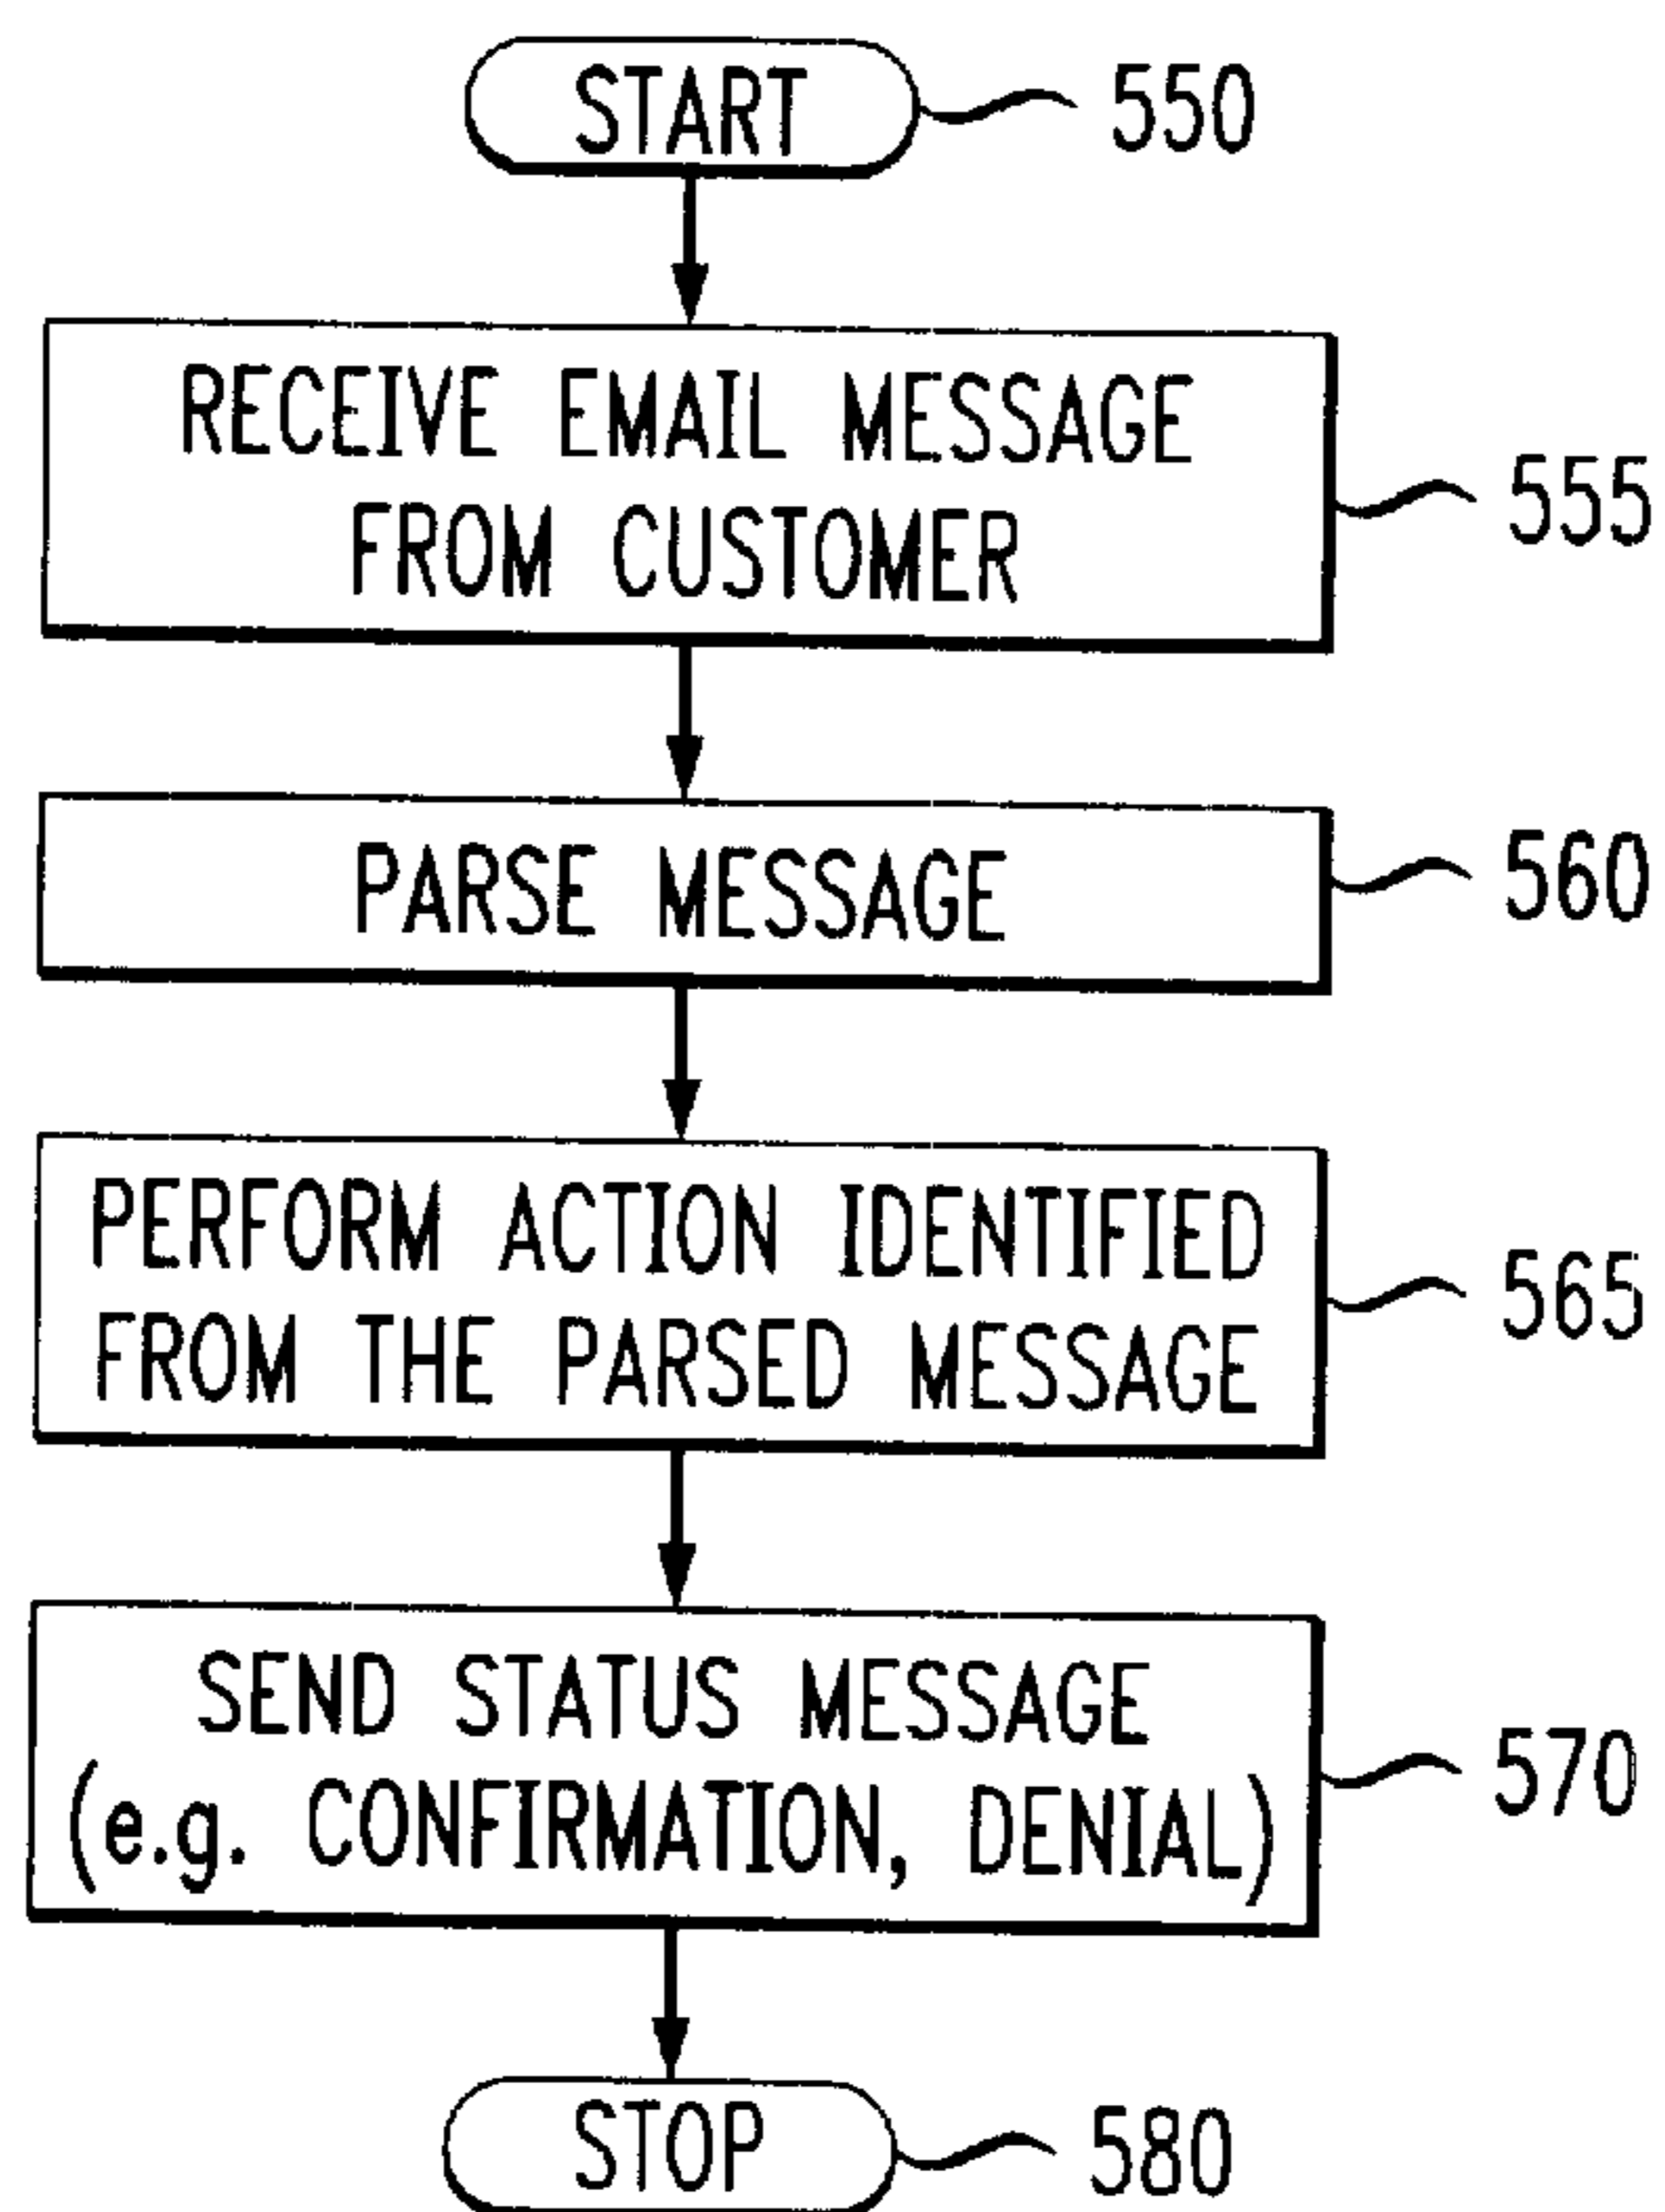 START
550
RECEIVE EMAIL MESSAGE
FROM CUSTOMER
555
PARSE MESSAGE
560
PERFORM ACTION IDENTIFIED
FROM THE PARSED MESSAGE
565
SEND STATUS MESSAGE
(e.g. CONFIRMATION, DENIAL)
570
STOP
580